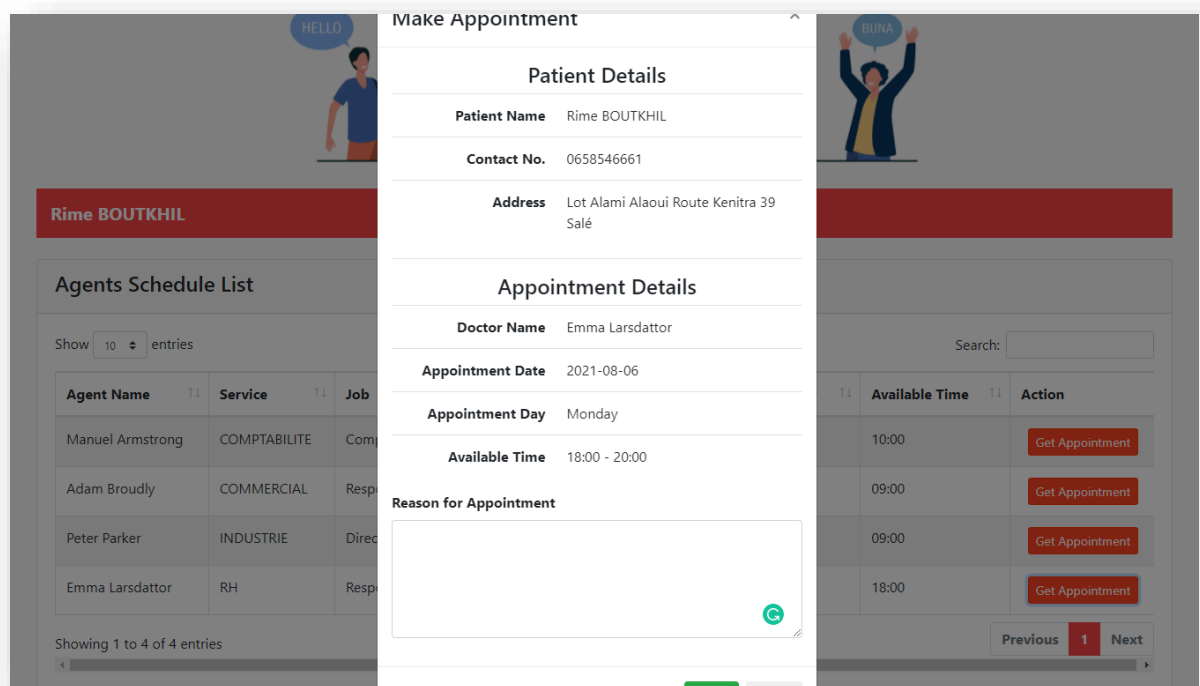 HELLO
BUNA
Make Appointment
×
Patient Details
Patient Name Rime BOUTKHIL
Contact No. 0658546661
Address Lot Alami Alaoui Route Kenitra 39
Salé
Appointment Details
Doctor Name Emma Larsdattor
Appointment Date 2021-08-06
Appointment Day Monday
Available Time 18:00 - 20:00
Reason for Appointment
Rime BOUTKHIL
Agents Schedule List
Show 10 entries
Search:
Agent Name Service Job Available Time Action
Manuel Armstrong COMPTABILITE 10:00 Get Appointment
Adam Broudly COMMERCIAL 09:00 Get Appointment
Peter Parker INDUSTRIE 09:00 Get Appointment
Emma Larsdattor RH 18:00 Get Appointment
Showing 1 to 4 of 4 entries
Previous 1 Next